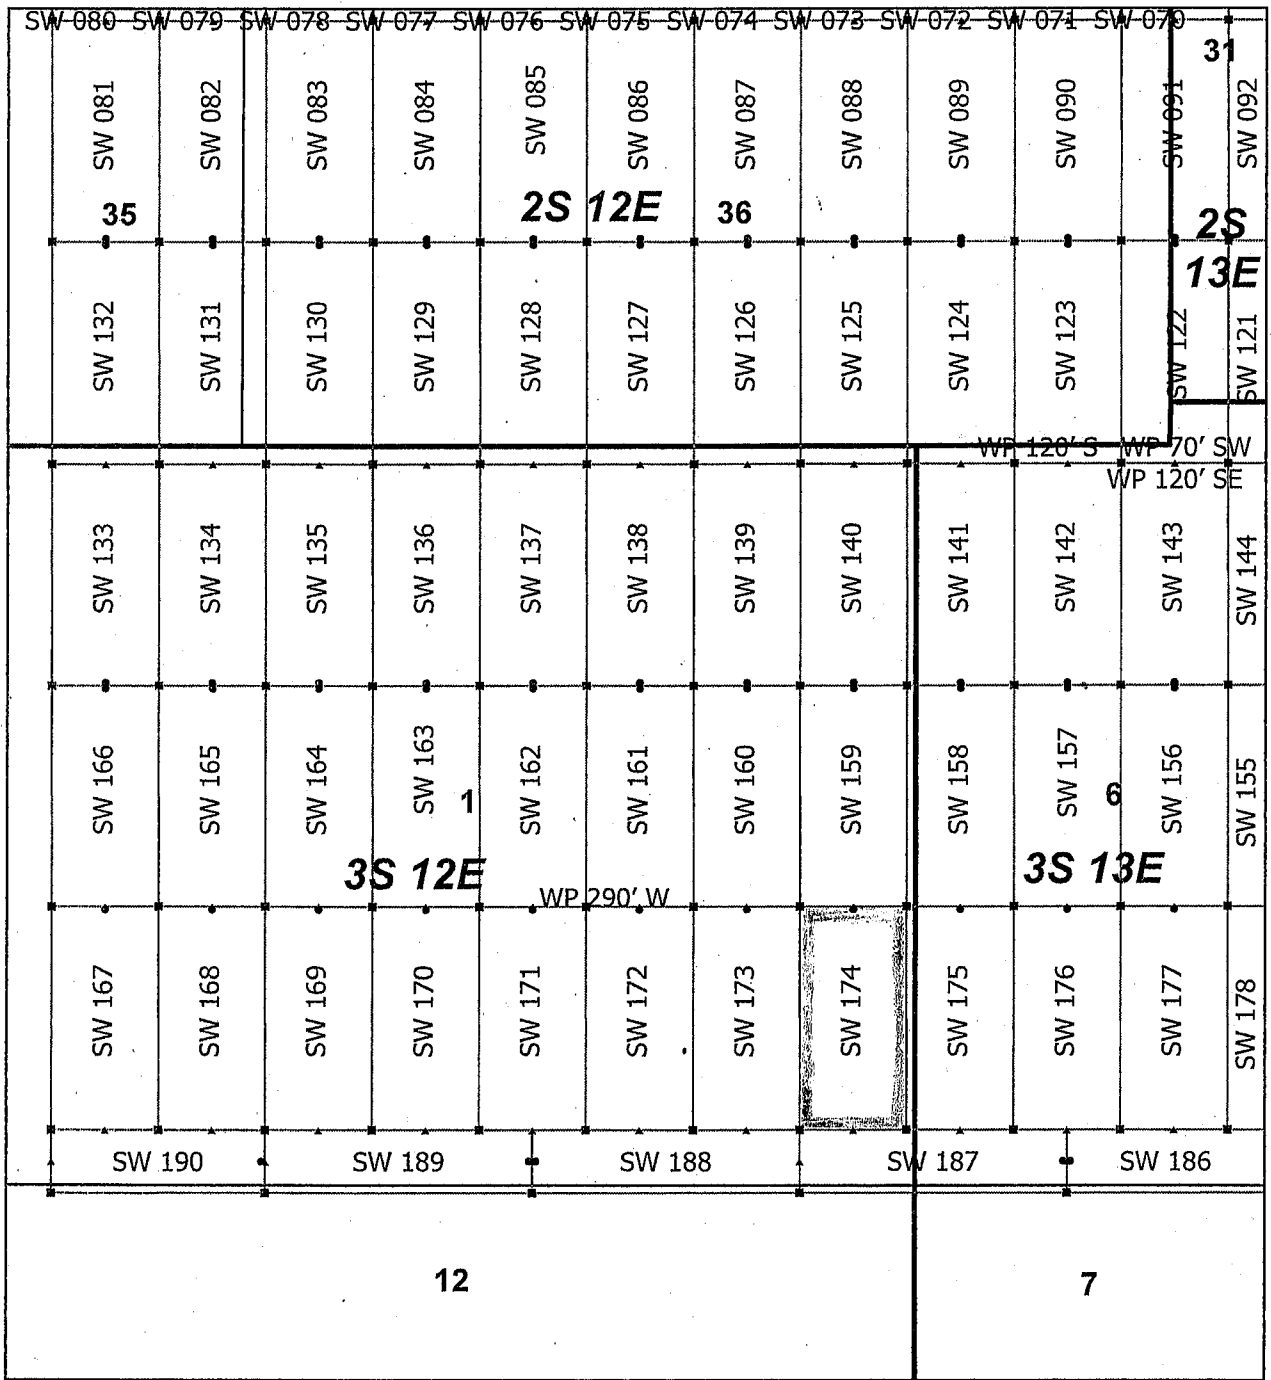 SW 080 SW 079 SW 078 SW 077 SW 076 SW 075 SW 074 SW 073 SW 072 SW 071 SW 070
31
SW 081 SW 082 SW 083 SW 084 SW 085 SW 086 SW 087 SW 088 SW 089 SW 090 SW 091 SW 092
35 2S 12E 36 2S
13E
SW 132 SW 131 SW 130 SW 129 SW 128 SW 127 SW 126 SW 125 SW 124 SW 123 SW 122 SW 121
WP 120' S WP 70' SW
WP 120' SE
SW 133 SW 134 SW 135 SW 136 SW 137 SW 138 SW 139 SW 140 SW 141 SW 142 SW 143 SW 144
SW 166 SW 165 SW 164 SW 163 SW 162 SW 161 SW 160 SW 159 SW 158 SW 157 SW 156 SW 155
1 6
3S 12E 3S 13E
WP 290' W
SW 167 SW 168 SW 169 SW 170 SW 171 SW 172 SW 173 SW 174 SW 175 SW 176 SW 177 SW 178
SW 190 SW 189 SW 188 SW 187 SW 186
12 7